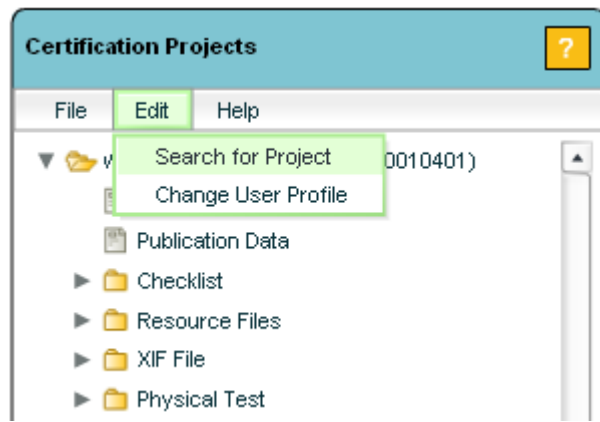 Certification Projects
?
File Edit Help
Search for Project 0010401)
Change User Profile
Publication Data
Checklist
Resource Files
XIF File
Physical Test